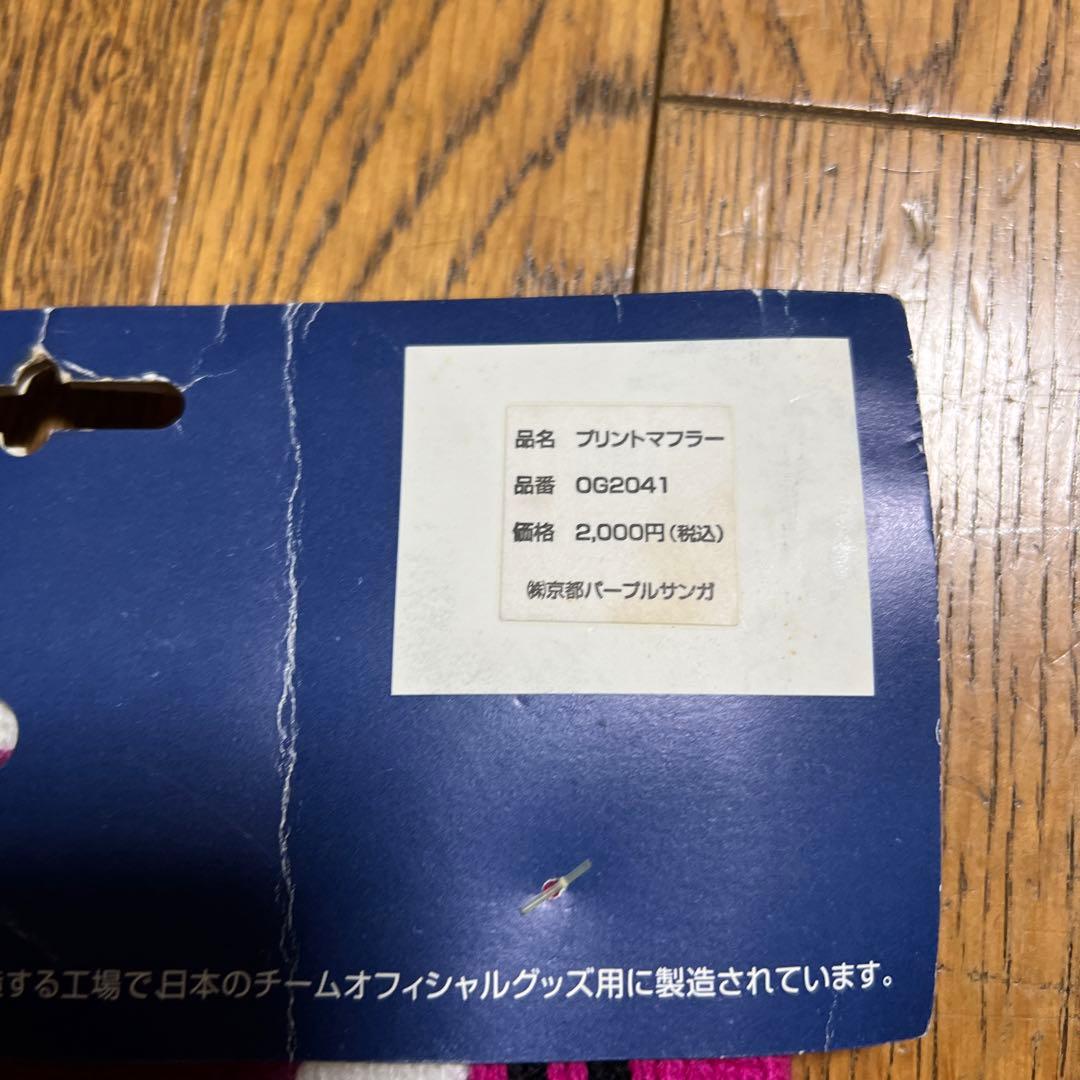 品名 プリントマフラー
品番 OG2041
価格 2,000円(税込)
㈱京都パープルサンガ
する工場で、日本のチームオフィシャルグッズ用に製造されています。